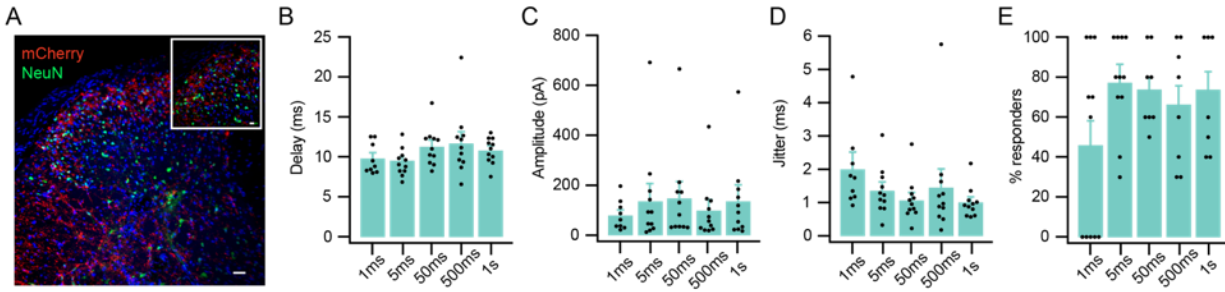 A
mCherry
NeuN
B
Delay (ms)
25
20
15
10
5
0
1ms
5ms
50ms
500ms
1s
C
Amplitude (pA)
800
600
400
200
0
1ms
5ms
50ms
500ms
1s
D
Jitter (ms)
6
5
4
3
2
1
0
1ms
5ms
50ms
500ms
1s
E
% responders
100
80
60
40
20
0
1ms
5ms
50ms
500ms
1s